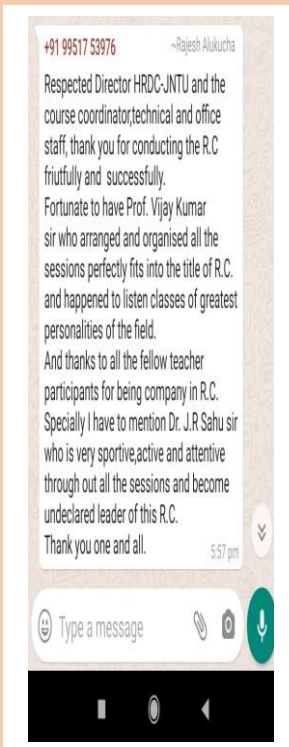 +91 99517 53976 ~Rajesh Alukucha
Respected Director HRDC-JNTU and the
course coordinator,technical and office
staff, thank you for conducting the R.C
friutfully and successfully.
Fortunate to have Prof. Vijay Kumar
sir who arranged and organised all the
sessions perfectly fits into the title of R.C.
and happened to listen classes of greatest
personalities of the field.
And thanks to all the fellow teacher
participants for being company in R.C.
Specially I have to mention Dr. J.R Sahu sir
who is very sportive,active and attentive
through out all the sessions and become
undeclared leader of this R.C.
Thank you one and all.
5:57 pm
Type a message